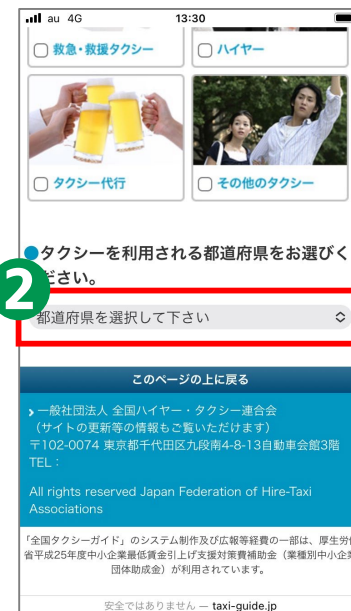 au 4G 13:30
救急・救援タクシー ハイヤー
タクシー代行 その他のタクシー
●タクシーを利用される都道府県をお選びく
ださい。
2
都道府県を選択して下さい
このページの上に戻る
一般社団法人 全国ハイヤー・タクシー連合会
(サイトの更新等の情報もご覧いただけます)
〒102-0074 東京都千代田区九段南4-8-13自動車会館3階
TEL:
All rights reserved Japan Federation of Hire-Taxi
Associations
「全国タクシーガイド」のシステム制作及び広報等経費の一部は、厚生労働
省平成25年度中小企業最低賃金引上げ支援対策費補助金(業種別中小企業
団体助成金)が利用されています。
安全ではありません — taxi-guide.jp